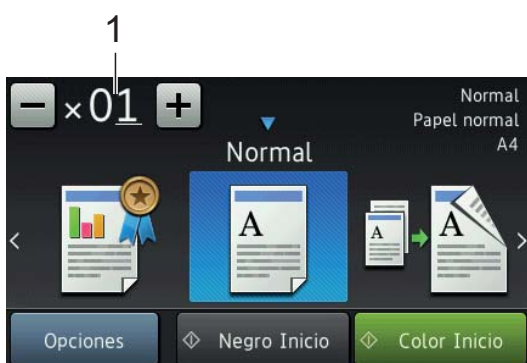 1
− ×01 +
Normal
Papel normal
A4
Normal
A
A
A
Opciones
Negro Inicio
Color Inicio